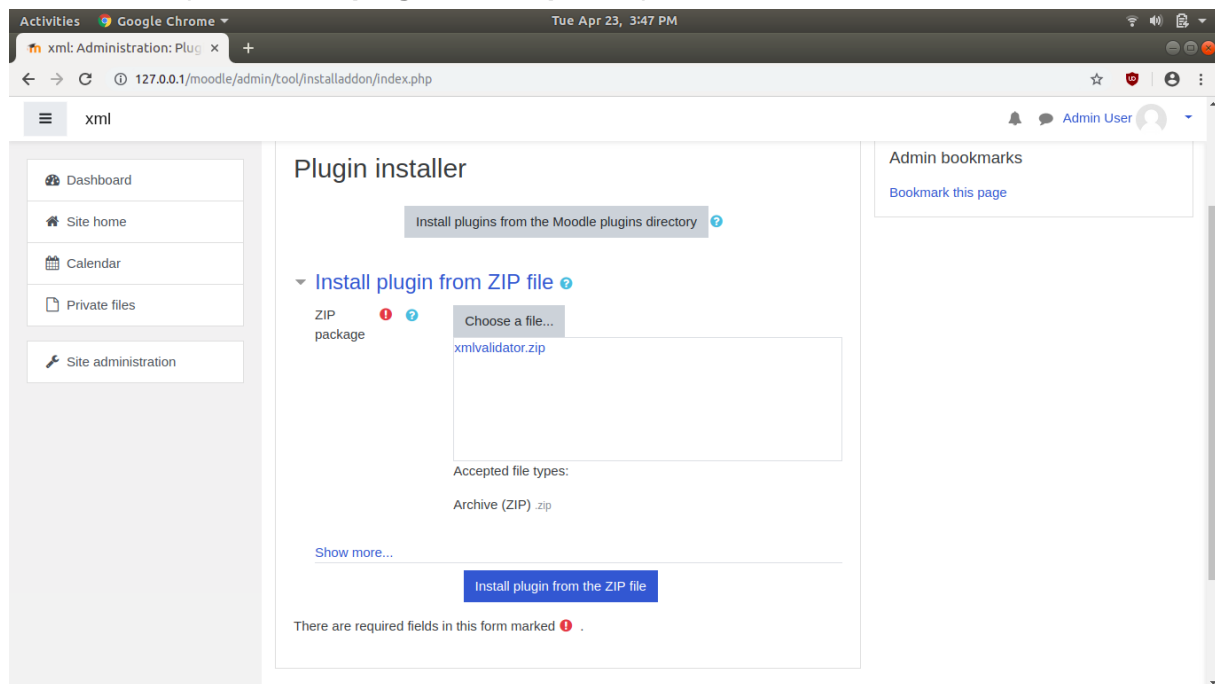 Activities Google Chrome Tue Apr 23, 3:47 PM
xml: Administration: Plug
127.0.0.1/moodle/admin/tool/installaddon/index.php
xml Admin User
Dashboard
Site home
Calendar
Private files
Site administration
Plugin installer
Install plugins from the Moodle plugins directory
Install plugin from ZIP file
ZIP
package
Choose a file...
xmlvalidator.zip
Accepted file types:
Archive (ZIP) .zip
Show more...
Install plugin from the ZIP file
There are required fields in this form marked .
Admin bookmarks
Bookmark this page